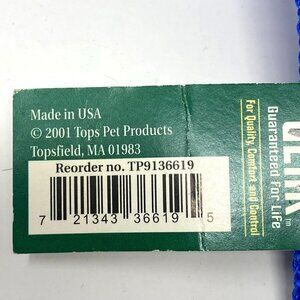 Made in USA
© 2001 Tops Pet Products
Topsfield, MA 01983
Reorder no. TP9136619
7 21343 36619 5
Guaranteed For Life
For Quality, Comfort and Control